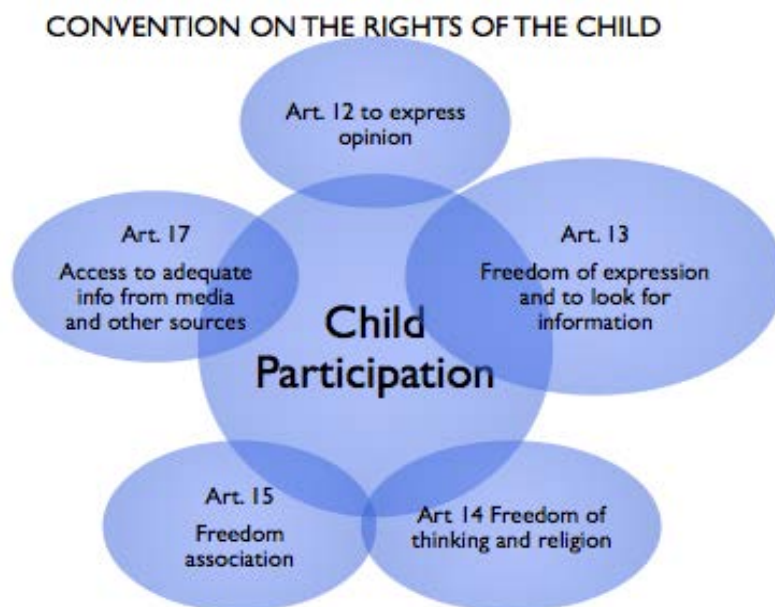 CONVENTION ON THE RIGHTS OF THE CHILD
Art. 12 to express
opinion
Art. 13
Freedom of expression
and to look for
information
Art. 17
Access to adequate
info from media
and other sources
Child
Participation
Art. 15
Freedom
association
Art 14 Freedom of
thinking and religion